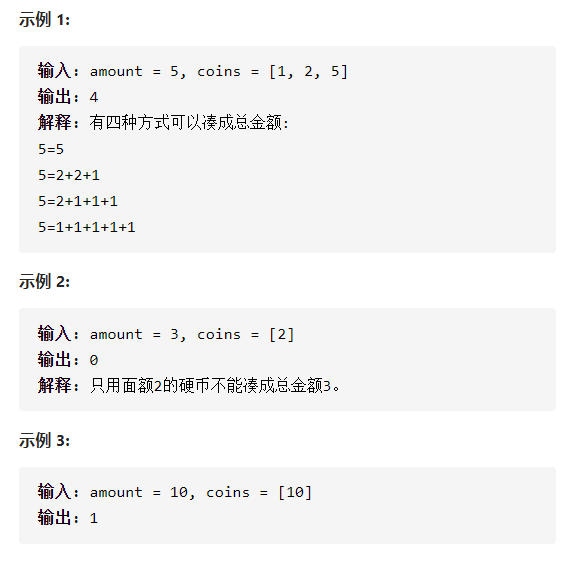 示例 1:
输入: amount = 5, coins = [1, 2, 5]
输出: 4
解释: 有四种方式可以凑成总金额:
5=5
5=2+2+1
5=2+1+1+1
5=1+1+1+1+1
示例 2:
输入: amount = 3, coins = [2]
输出: 0
解释: 只用面额2的硬币不能凑成总金额3。
示例 3:
输入: amount = 10, coins = [10]
输出: 1